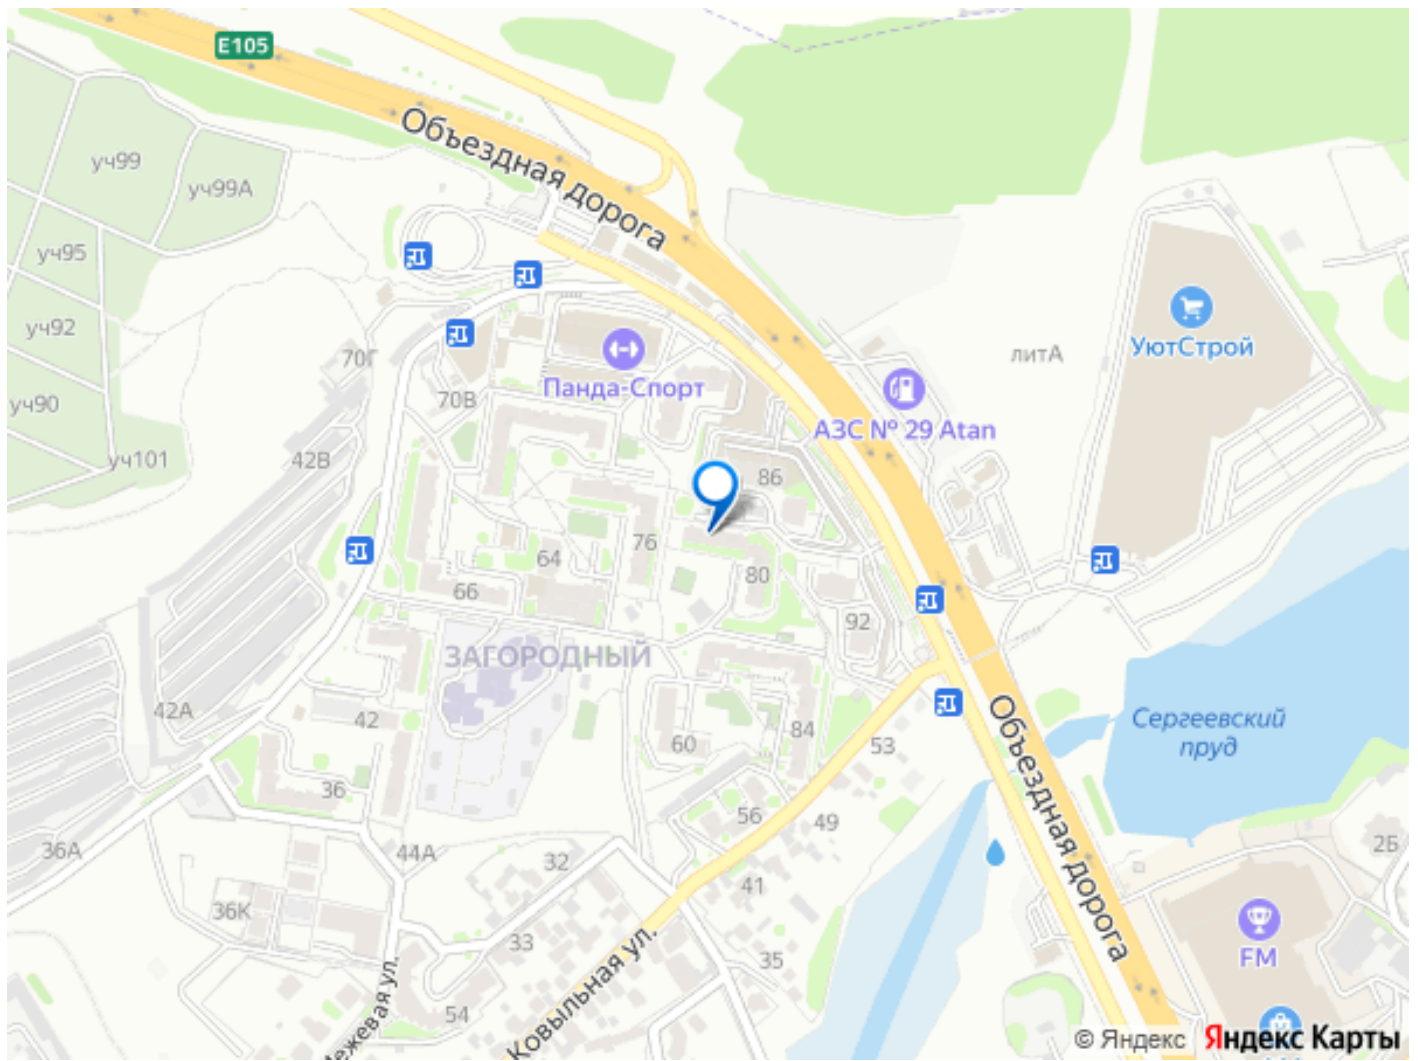 E105
Объездная дорога
уч99
уч99А
уч95
уч92
уч90
уч101
70Г
70В
42В
Панда-Спорт
АЗС № 29 Atan
литА
УютСтрой
86
76
64
66
80
92
ЗАГОРОДНЫЙ
42А
42
36
60
84
53
56
49
Сергеевский
пруд
Объездная дорога
36А
44А
32
41
2Б
36К
33
35
FM
54
Межевая ул.
Ковыльная ул.
© Яндекс Яндекс Карты